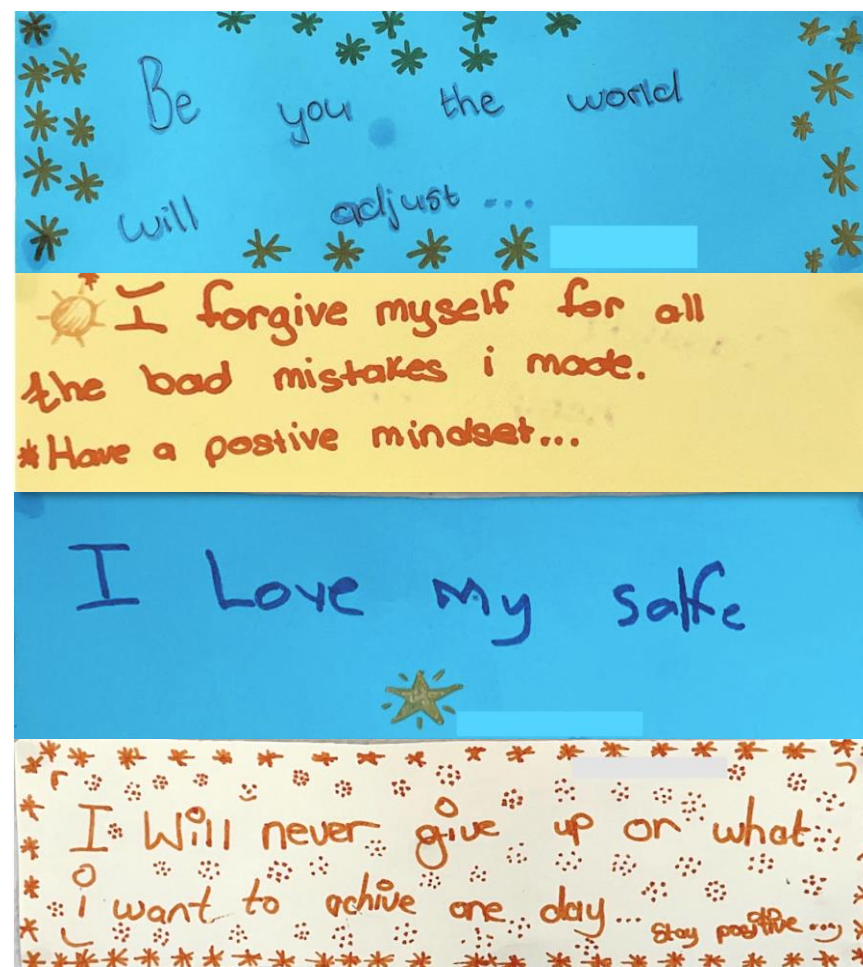 Be you the world
will adjust...
I forgive myself for all
the bad mistakes i made.
*Have a postive mindset...
I Love my salfe
I Will never give up on what...
i want to achive one day...
Stay positive...